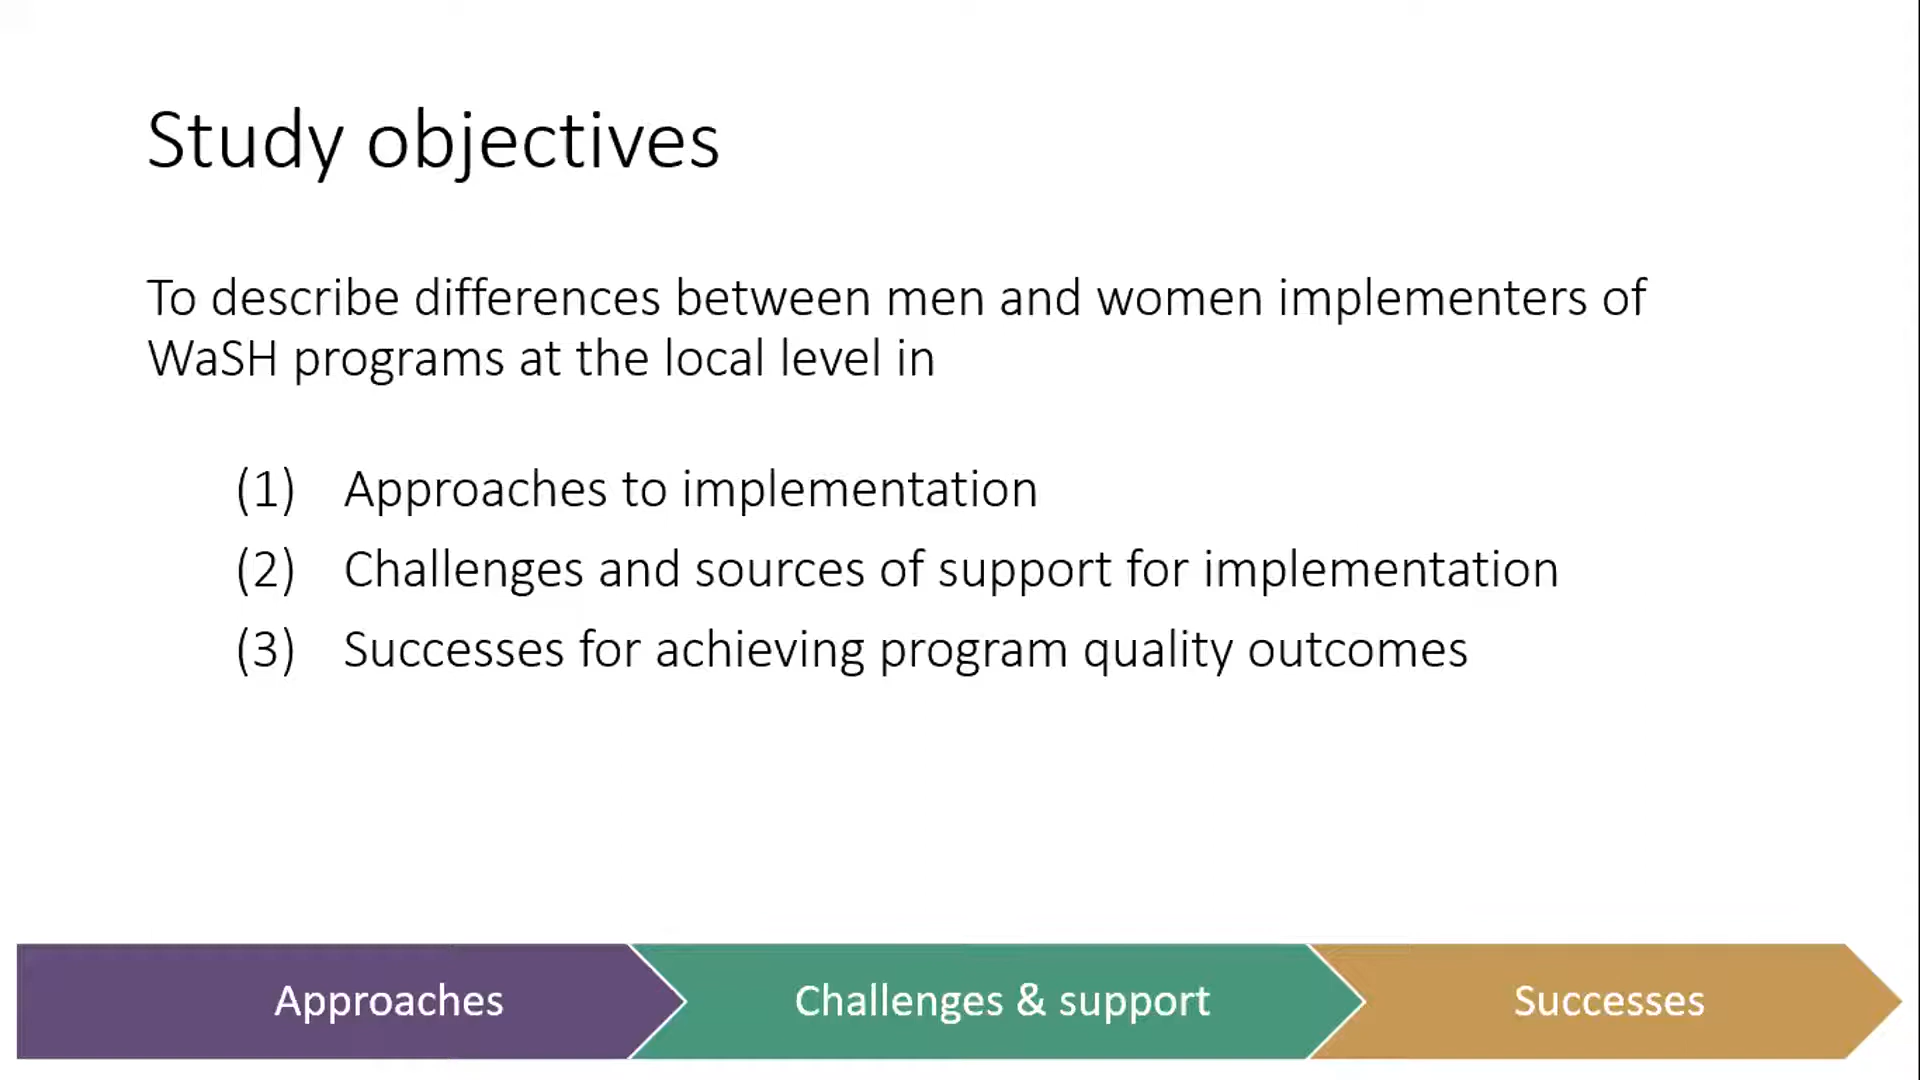 Study objectives
To describe differences between men and women implementers of
WaSH programs at the local level in
(1) Approaches to implementation
(2) Challenges and sources of support for implementation
(3) Successes for achieving program quality outcomes
Approaches
Challenges & support
Successes